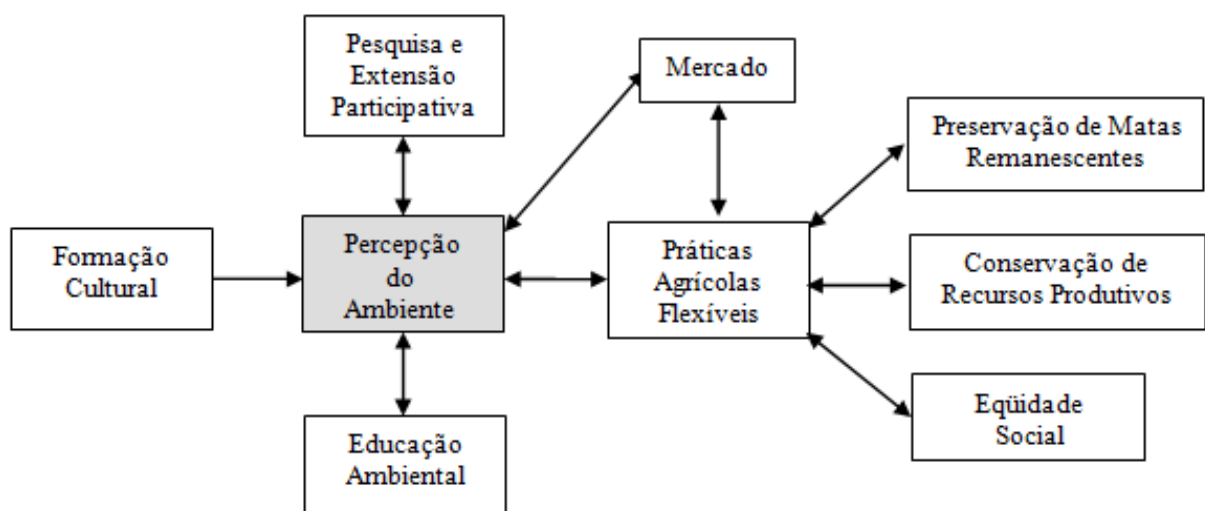 Pesquisa e
Extensão
Participativa
Mercado
Preservação de Matas
Remanescentes
Formação
Cultural
Percepção
do
Ambiente
Práticas
Agrícolas
Flexíveis
Conservação de
Recursos Produtivos
Educação
Ambiental
Eqüidade
Social